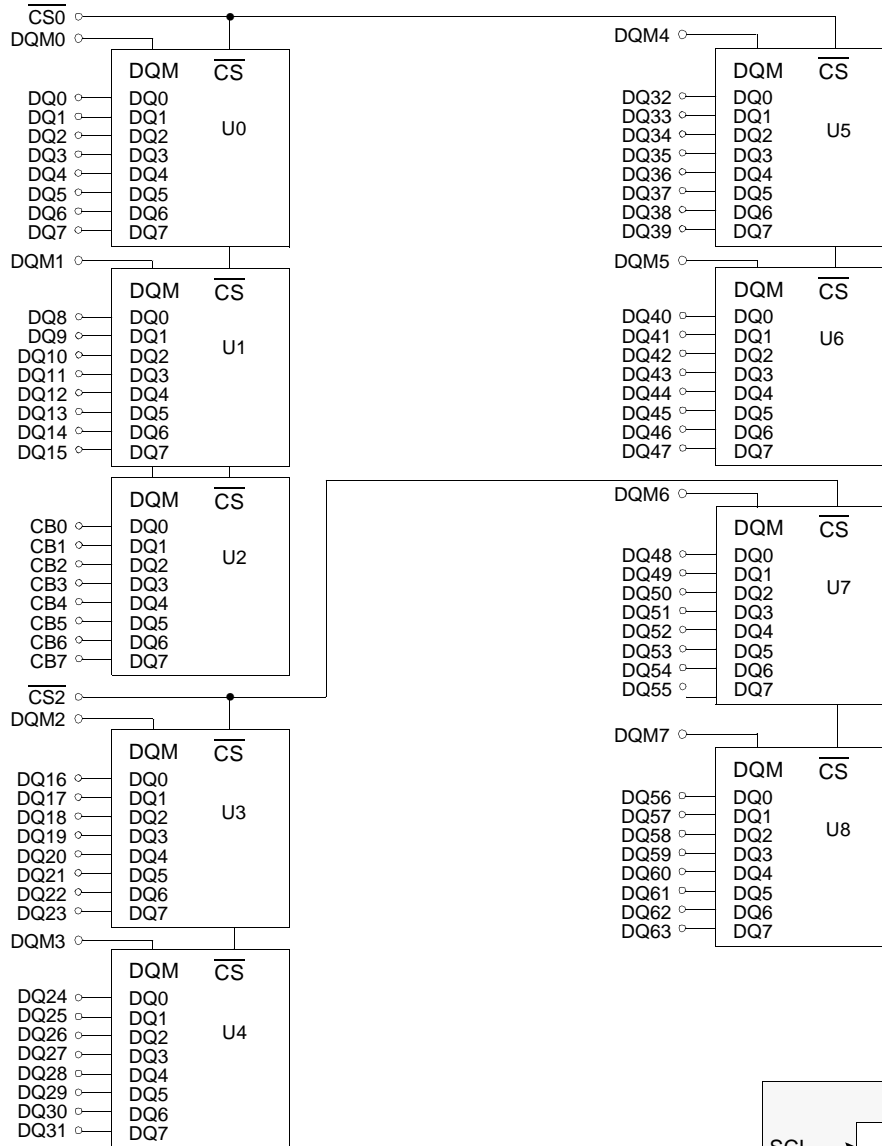 CS0
DQM0
DQM CS
DQ0 DQ0
DQ1 DQ1
U0
DQ2 DQ2
DQ3 DQ3
DQ4 DQ4
DQ5 DQ5
DQ6 DQ6
DQ7 DQ7
DQM1
DQM CS
DQ8 DQ0
DQ9 DQ1
U1
DQ10 DQ2
DQ11 DQ3
DQ12 DQ4
DQ13 DQ5
DQ14 DQ6
DQ15 DQ7
DQM CS
CB0 DQ0
CB1 DQ1
U2
CB2 DQ2
CB3 DQ3
CB4 DQ4
CB5 DQ5
CB6 DQ6
CB7 DQ7
CS2
DQM2
DQM CS
DQ16 DQ0
DQ17 DQ1
U3
DQ18 DQ2
DQ19 DQ3
DQ20 DQ4
DQ21 DQ5
DQ22 DQ6
DQ23 DQ7
DQM3
DQM CS
DQ24 DQ0
DQ25 DQ1
U4
DQ26 DQ2
DQ27 DQ3
DQ28 DQ4
DQ29 DQ5
DQ30 DQ6
DQ31 DQ7
DQM4
DQM CS
DQ32 DQ0
DQ33 DQ1
U5
DQ34 DQ2
DQ35 DQ3
DQ36 DQ4
DQ37 DQ5
DQ38 DQ6
DQ39 DQ7
DQM5
DQM CS
DQ40 DQ0
DQ41 DQ1
U6
DQ42 DQ2
DQ43 DQ3
DQ44 DQ4
DQ45 DQ5
DQ46 DQ6
DQ47 DQ7
DQM6
DQM CS
DQ48 DQ0
DQ49 DQ1
U7
DQ50 DQ2
DQ51 DQ3
DQ52 DQ4
DQ53 DQ5
DQ54 DQ6
DQ55 DQ7
DQM7
DQM CS
DQ56 DQ0
DQ57 DQ1
U8
DQ58 DQ2
DQ59 DQ3
DQ60 DQ4
DQ61 DQ5
DQ62 DQ6
DQ63 DQ7